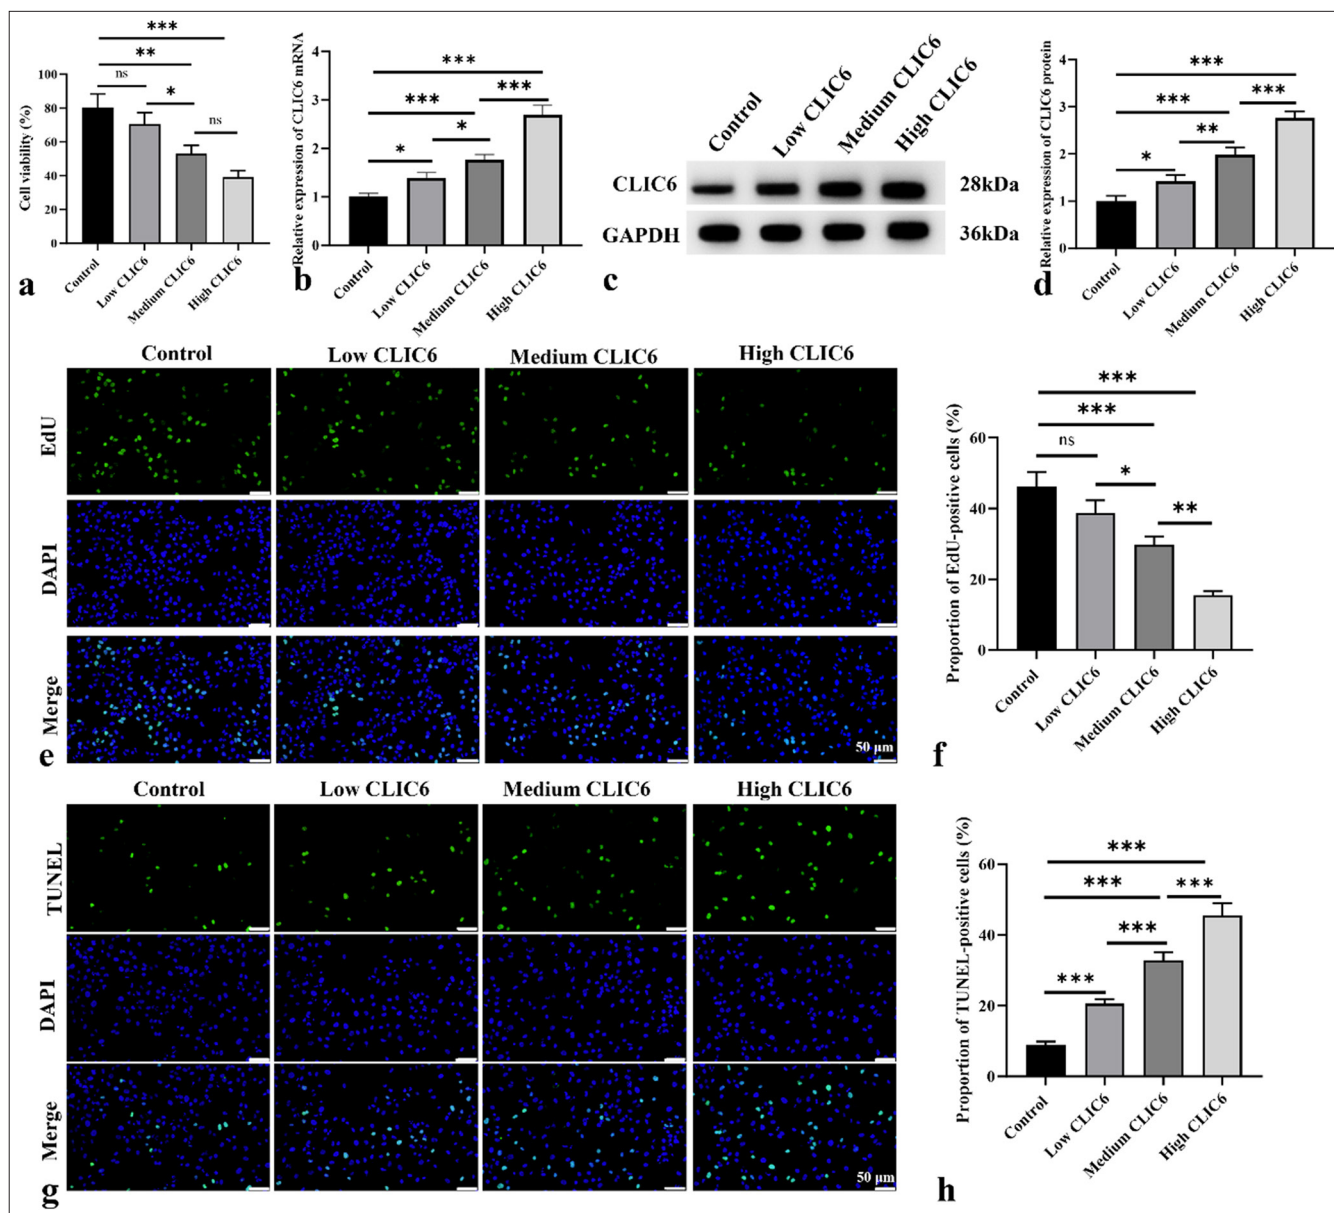 ***
**
ns
*
ns
Cell viability (%)
100
80
60
40
20
0
Control
Low CLIC6
Medium CLIC6
High CLIC6
a
***
***
***
*
*
Relative expression of CLIC6 mRNA
4
3
2
1
0
Control
Low CLIC6
Medium CLIC6
High CLIC6
b
Control
Low CLIC6
Medium CLIC6
High CLIC6
CLIC6
28kDa
GAPDH
36kDa
c
***
***
***
**
*
Relative expression of CLIC6 protein
4
3
2
1
0
Control
Low CLIC6
Medium CLIC6
High CLIC6
d
Control
Low CLIC6
Medium CLIC6
High CLIC6
EdU
DAPI
Merge
50 μm
e
***
***
ns
*
**
Proportion of EdU-positive cells (%)
60
40
20
0
Control
Low CLIC6
Medium CLIC6
High CLIC6
f
Control
Low CLIC6
Medium CLIC6
High CLIC6
TUNEL
DAPI
Merge
50 μm
g
***
***
***
***
***
Proportion of TUNEL-positive cells (%)
60
40
20
0
Control
Low CLIC6
Medium CLIC6
High CLIC6
h